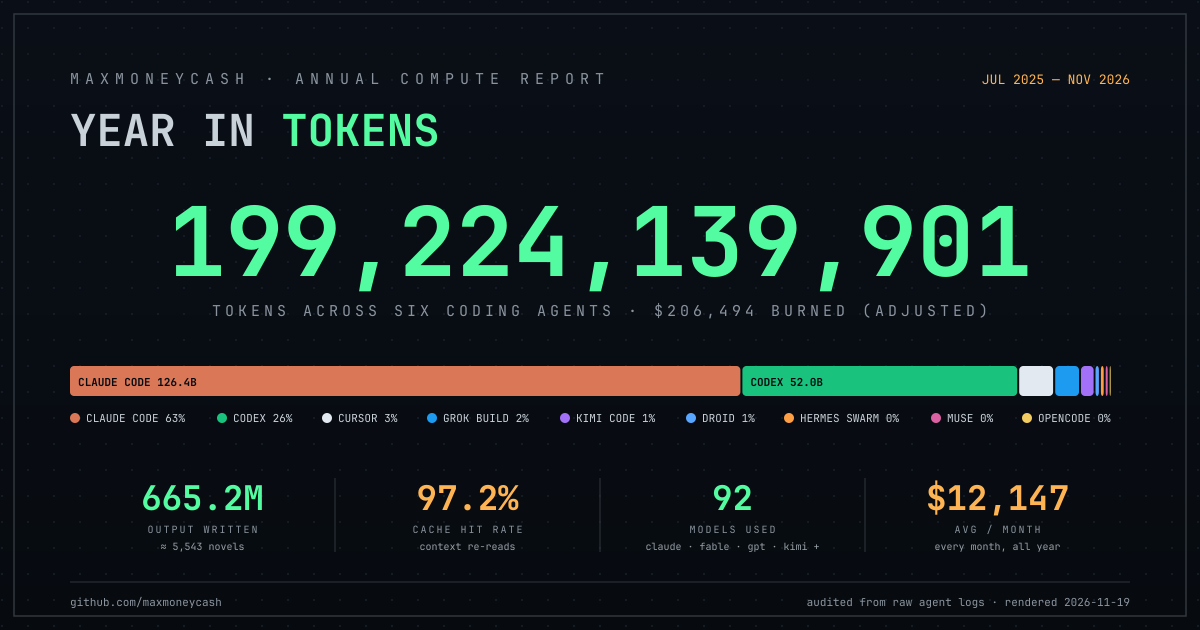 MAXMONEYCASH · ANNUAL COMPUTE REPORT
JUL 2025 — NOV 2026
YEAR IN TOKENS
199,224,139,901
TOKENS ACROSS SIX CODING AGENTS · $206,494 BURNED (ADJUSTED)
CLAUDE CODE 126.4B
CODEX 52.0B
CLAUDE CODE 63%
CODEX 26%
CURSOR 3%
GROK BUILD 2%
KIMI CODE 1%
DROID 1%
HERMES SWARM 0%
MUSE 0%
OPENCODE 0%
665.2M
OUTPUT WRITTEN
≈ 5,543 novels
97.2%
CACHE HIT RATE
context re-reads
92
MODELS USED
claude · fable · gpt · kimi +
$12,147
AVG / MONTH
every month, all year
github.com/maxmoneycash
audited from raw agent logs · rendered 2026-11-19